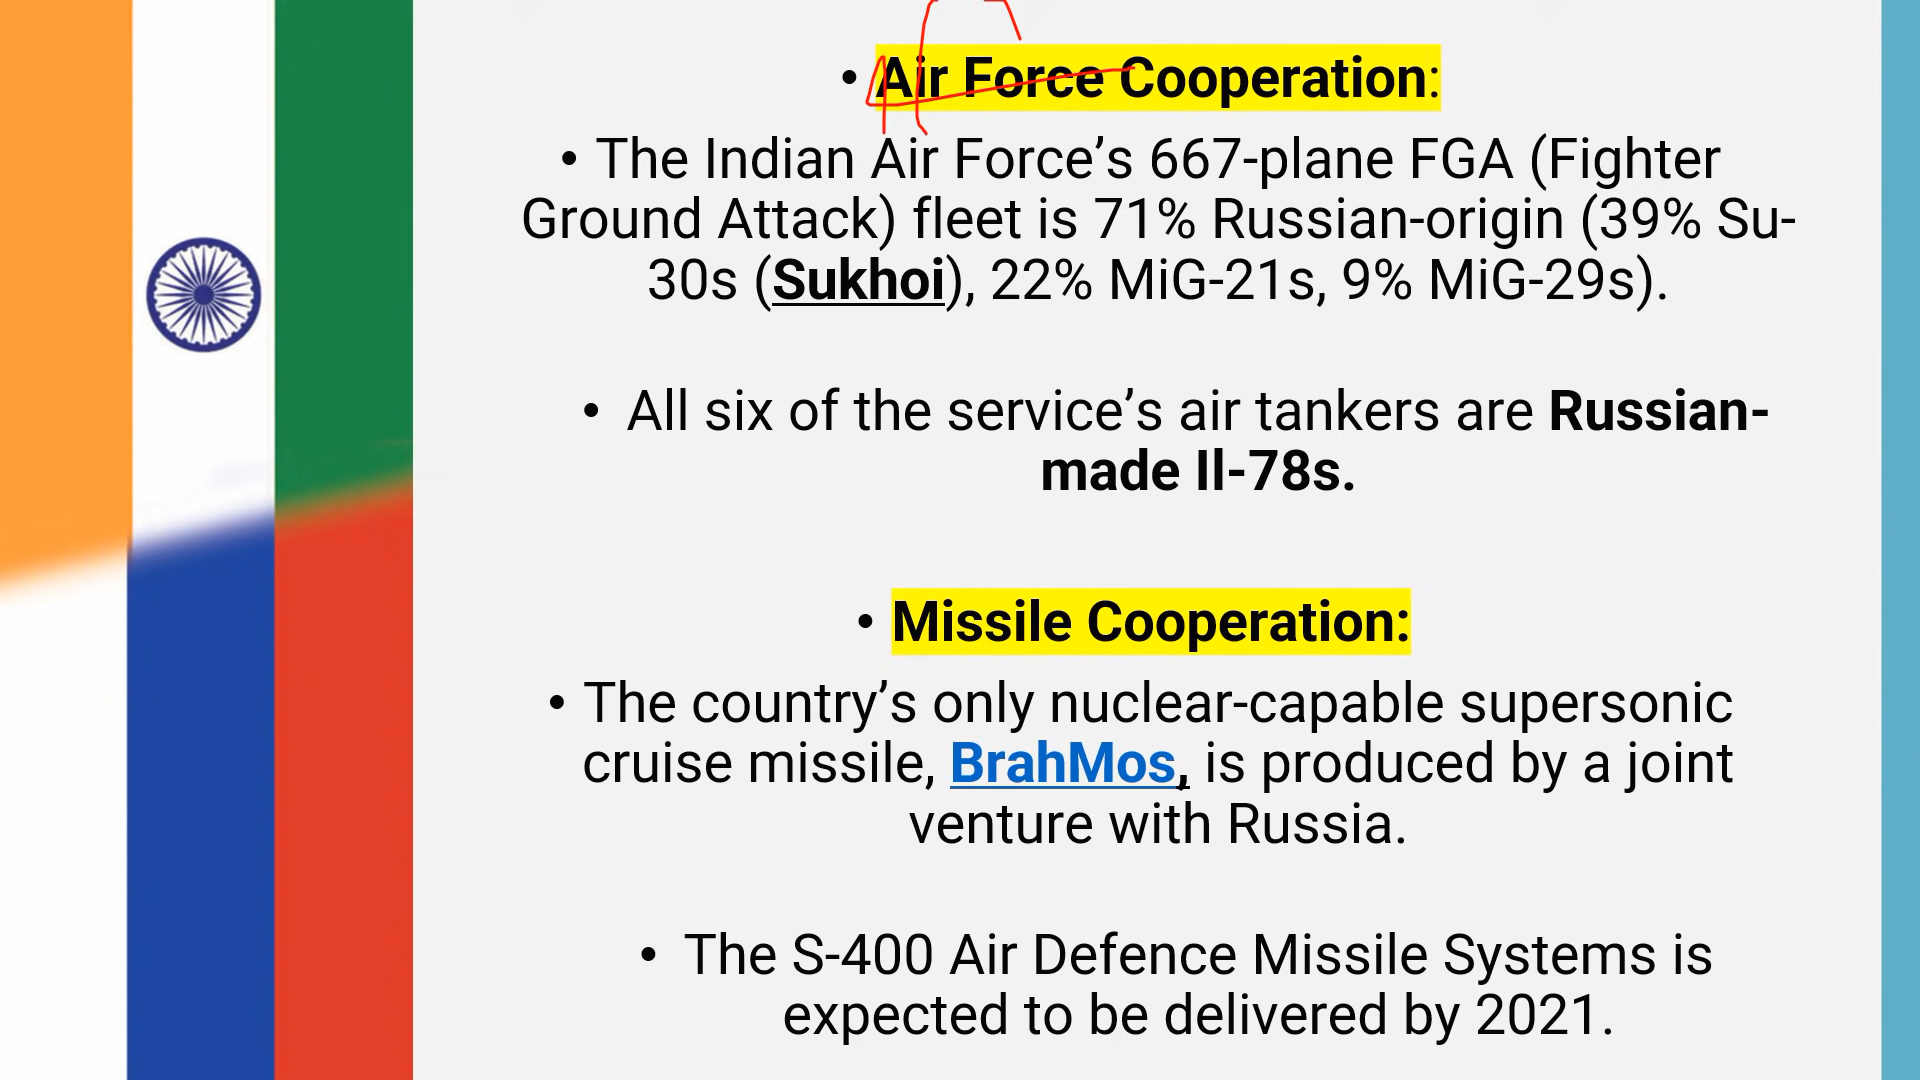 • Air Force Cooperation:
• The Indian Air Force’s 667-plane FGA (Fighter
Ground Attack) fleet is 71% Russian-origin (39% Su-
30s (Sukhoi), 22% MiG-21s, 9% MiG-29s).
• All six of the service’s air tankers are Russian-
made Il-78s.
• Missile Cooperation:
• The country’s only nuclear-capable supersonic
cruise missile, BrahMos, is produced by a joint
venture with Russia.
• The S-400 Air Defence Missile Systems is
expected to be delivered by 2021.